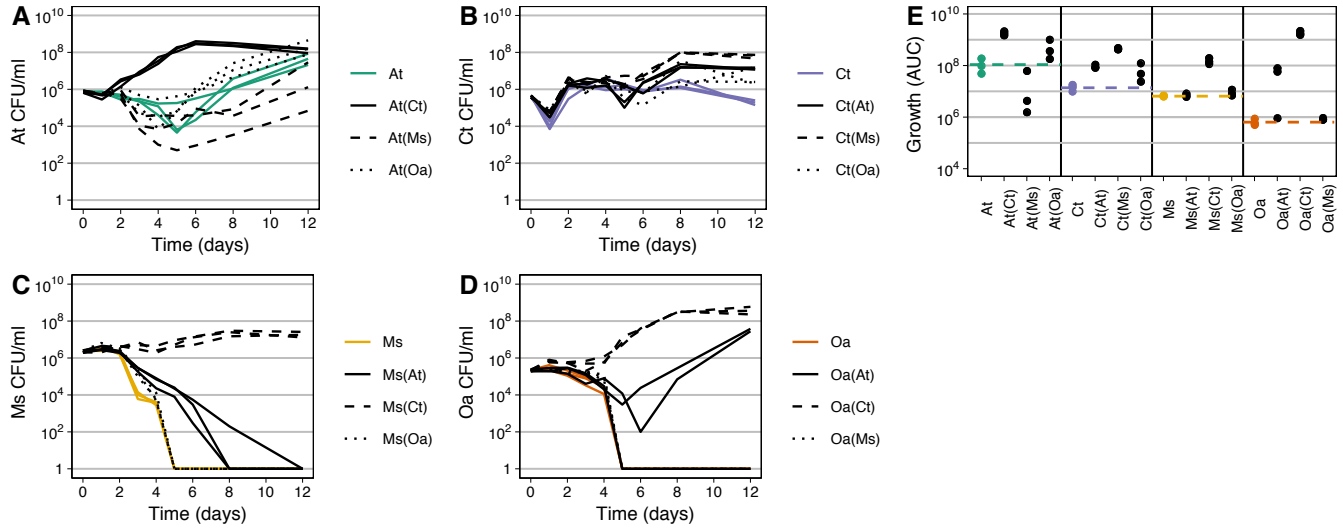 A
At CFU/ml
10^10
10^8
10^6
10^4
10^2
1
0 2 4 6 8 10 12
Time (days)
At
At(Ct)
At(Ms)
At(Oa)
B
Ct CFU/ml
10^10
10^8
10^6
10^4
10^2
1
0 2 4 6 8 10 12
Time (days)
Ct
Ct(At)
Ct(Ms)
Ct(Oa)
E
Growth (AUC)
10^10
10^8
10^6
10^4
At
At(Ct)
At(Ms)
At(Oa)
Ct
Ct(At)
Ct(Ms)
Ct(Oa)
Ms
Ms(At)
Ms(Ct)
Ms(Oa)
Oa
Oa(At)
Oa(Ct)
Oa(Ms)
C
Ms CFU/ml
10^10
10^8
10^6
10^4
10^2
1
0 2 4 6 8 10 12
Time (days)
Ms
Ms(At)
Ms(Ct)
Ms(Oa)
D
Oa CFU/ml
10^10
10^8
10^6
10^4
10^2
1
0 2 4 6 8 10 12
Time (days)
Oa
Oa(At)
Oa(Ct)
Oa(Ms)